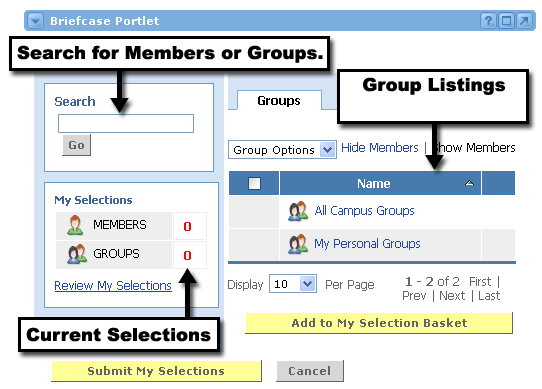 Briefcase Portlet
Search for Members or Groups.
Group Listings
Search
Go
Groups
Group Options
Hide Members | Show Members
Name
All Campus Groups
My Personal Groups
My Selections
MEMBERS 0
GROUPS 0
Review My Selections
Display 10 Per Page
1 - 2 of 2 First |
Prev | Next | Last
Current Selections
Add to My Selection Basket
Submit My Selections
Cancel